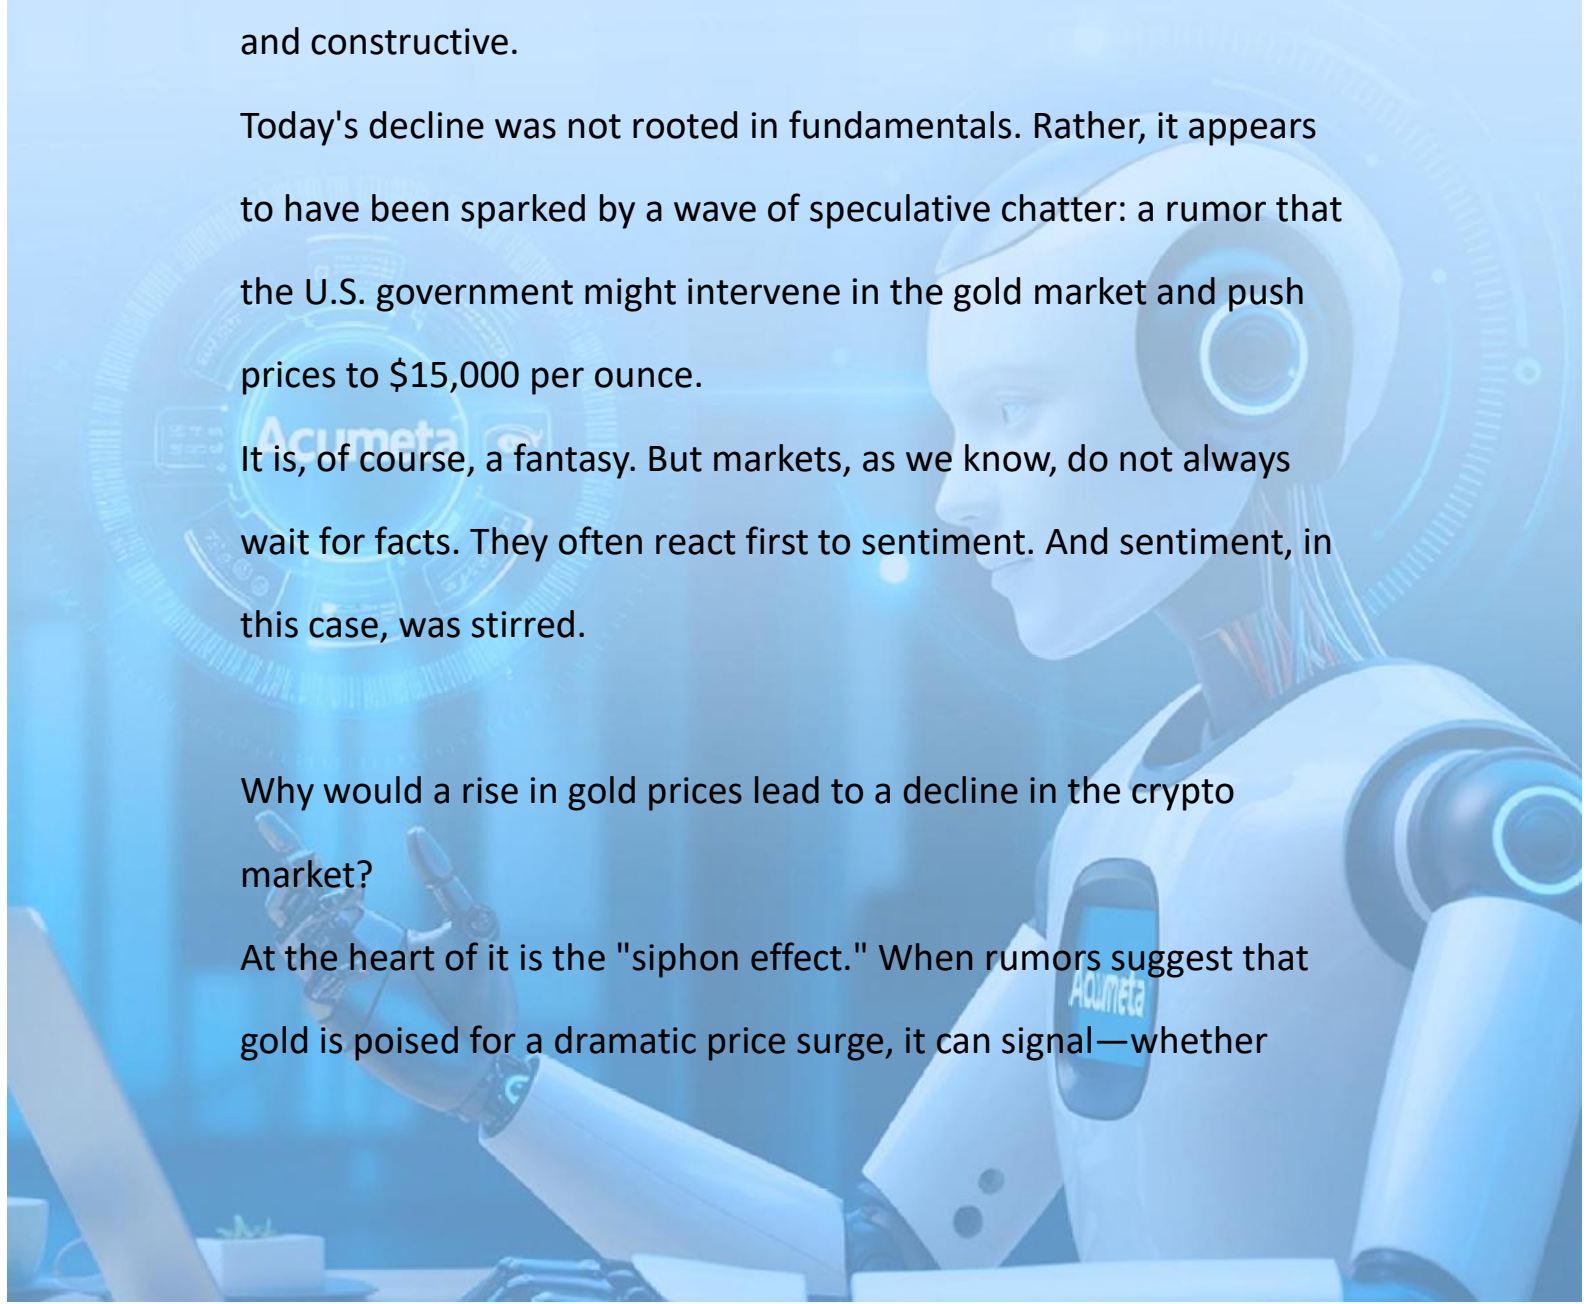 and constructive.
Today's decline was not rooted in fundamentals. Rather, it appears
to have been sparked by a wave of speculative chatter: a rumor that
the U.S. government might intervene in the gold market and push
prices to $15,000 per ounce.
Acumeta
It is, of course, a fantasy. But markets, as we know, do not always
wait for facts. They often react first to sentiment. And sentiment, in
this case, was stirred.
Why would a rise in gold prices lead to a decline in the crypto
market?
At the heart of it is the "siphon effect." When rumors suggest that
Acumeta
gold is poised for a dramatic price surge, it can signal—whether